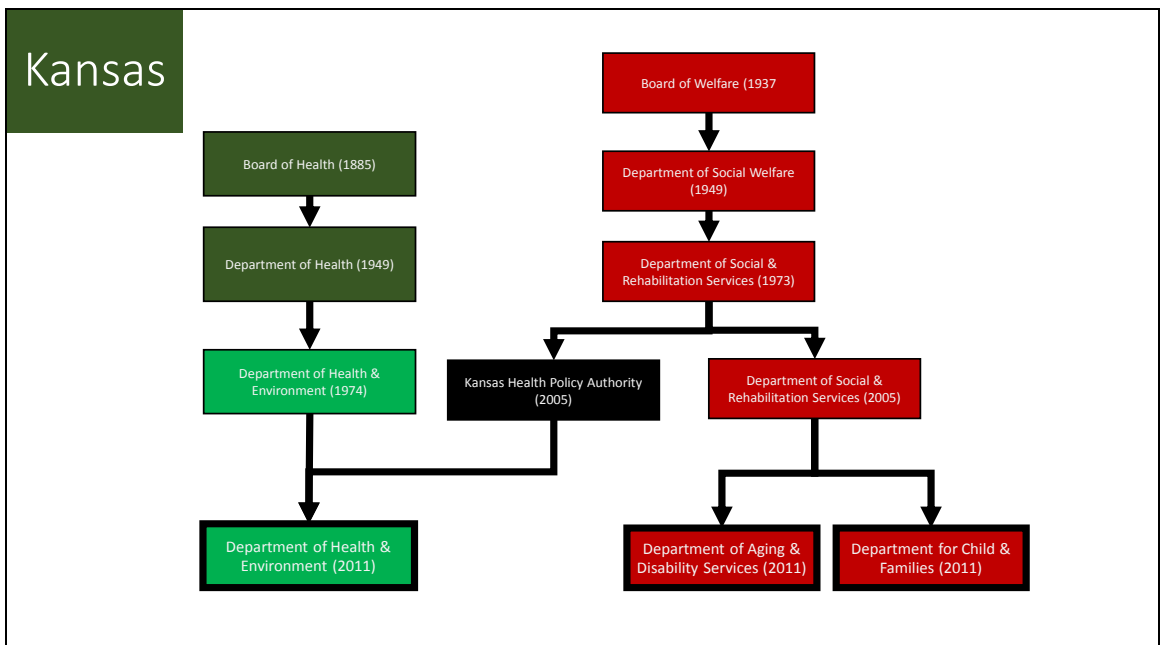 Kansas
Board of Welfare (1937
Board of Health (1885)
Department of Social Welfare
(1949)
Department of Health (1949)
Department of Social &
Rehabilitation Services (1973)
Department of Health &
Environment (1974)
Kansas Health Policy Authority
(2005)
Department of Social &
Rehabilitation Services (2005)
Department of Health &
Environment (2011)
Department of Aging &
Disability Services (2011)
Department for Child &
Families (2011)